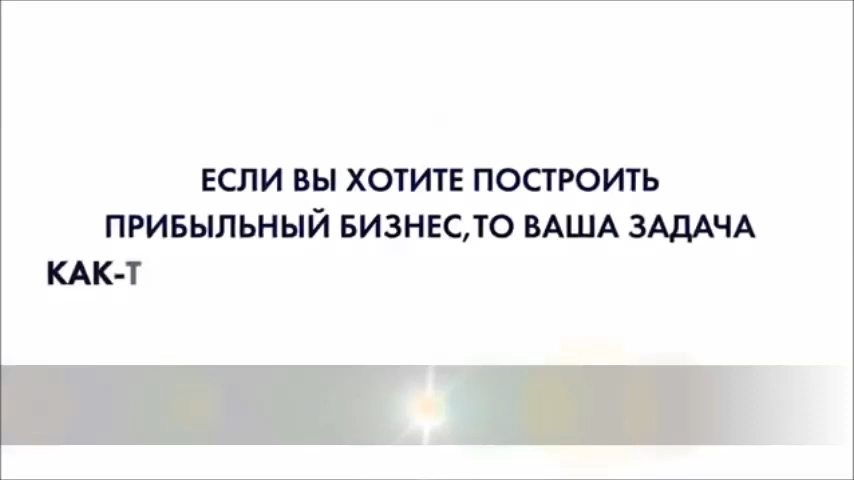 ЕСЛИ ВЫ ХОТИТЕ ПОСТРОИТЬ
ПРИБЫЛЬНЫЙ БИЗНЕС,ТО ВАША ЗАДАЧА
КАК-Т